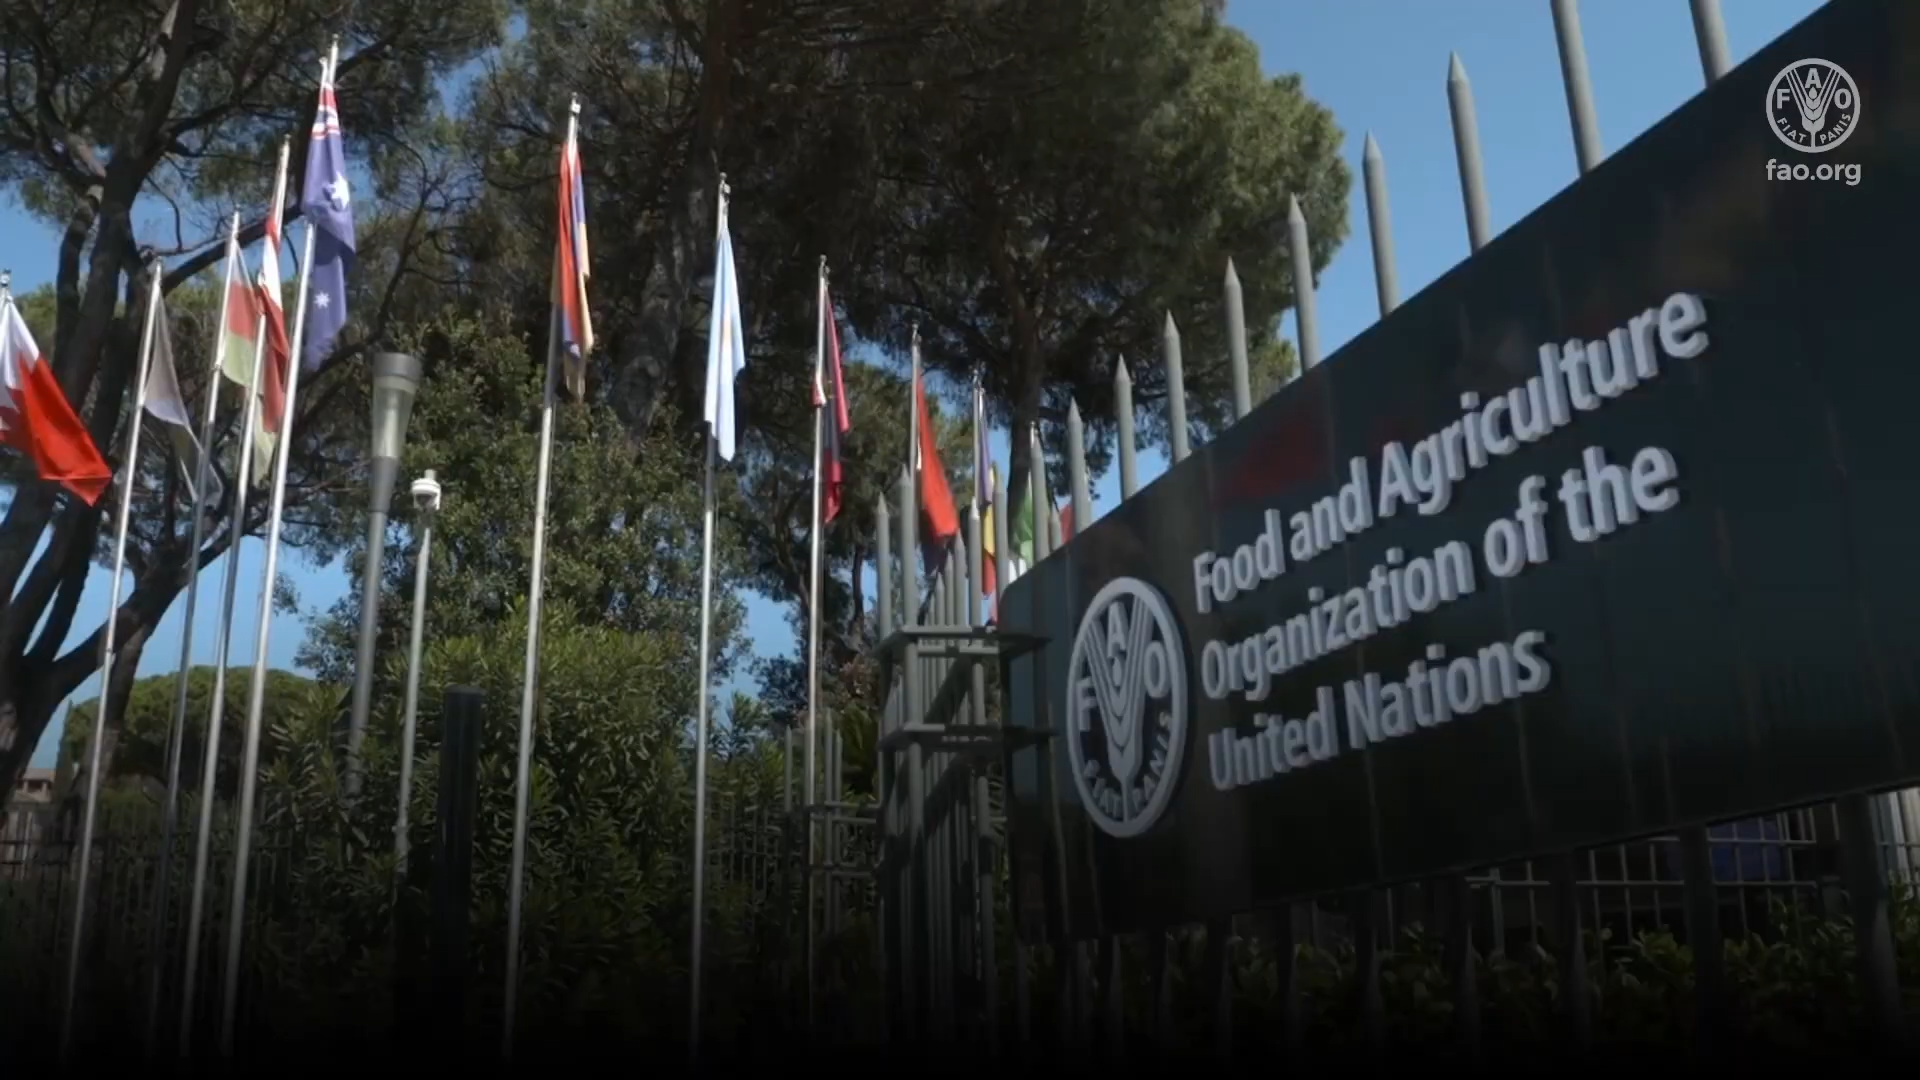 F A O
FIAT PANIS
fao.org
Food and Agriculture
Organization of the
United Nations
F A O
FIAT PANIS